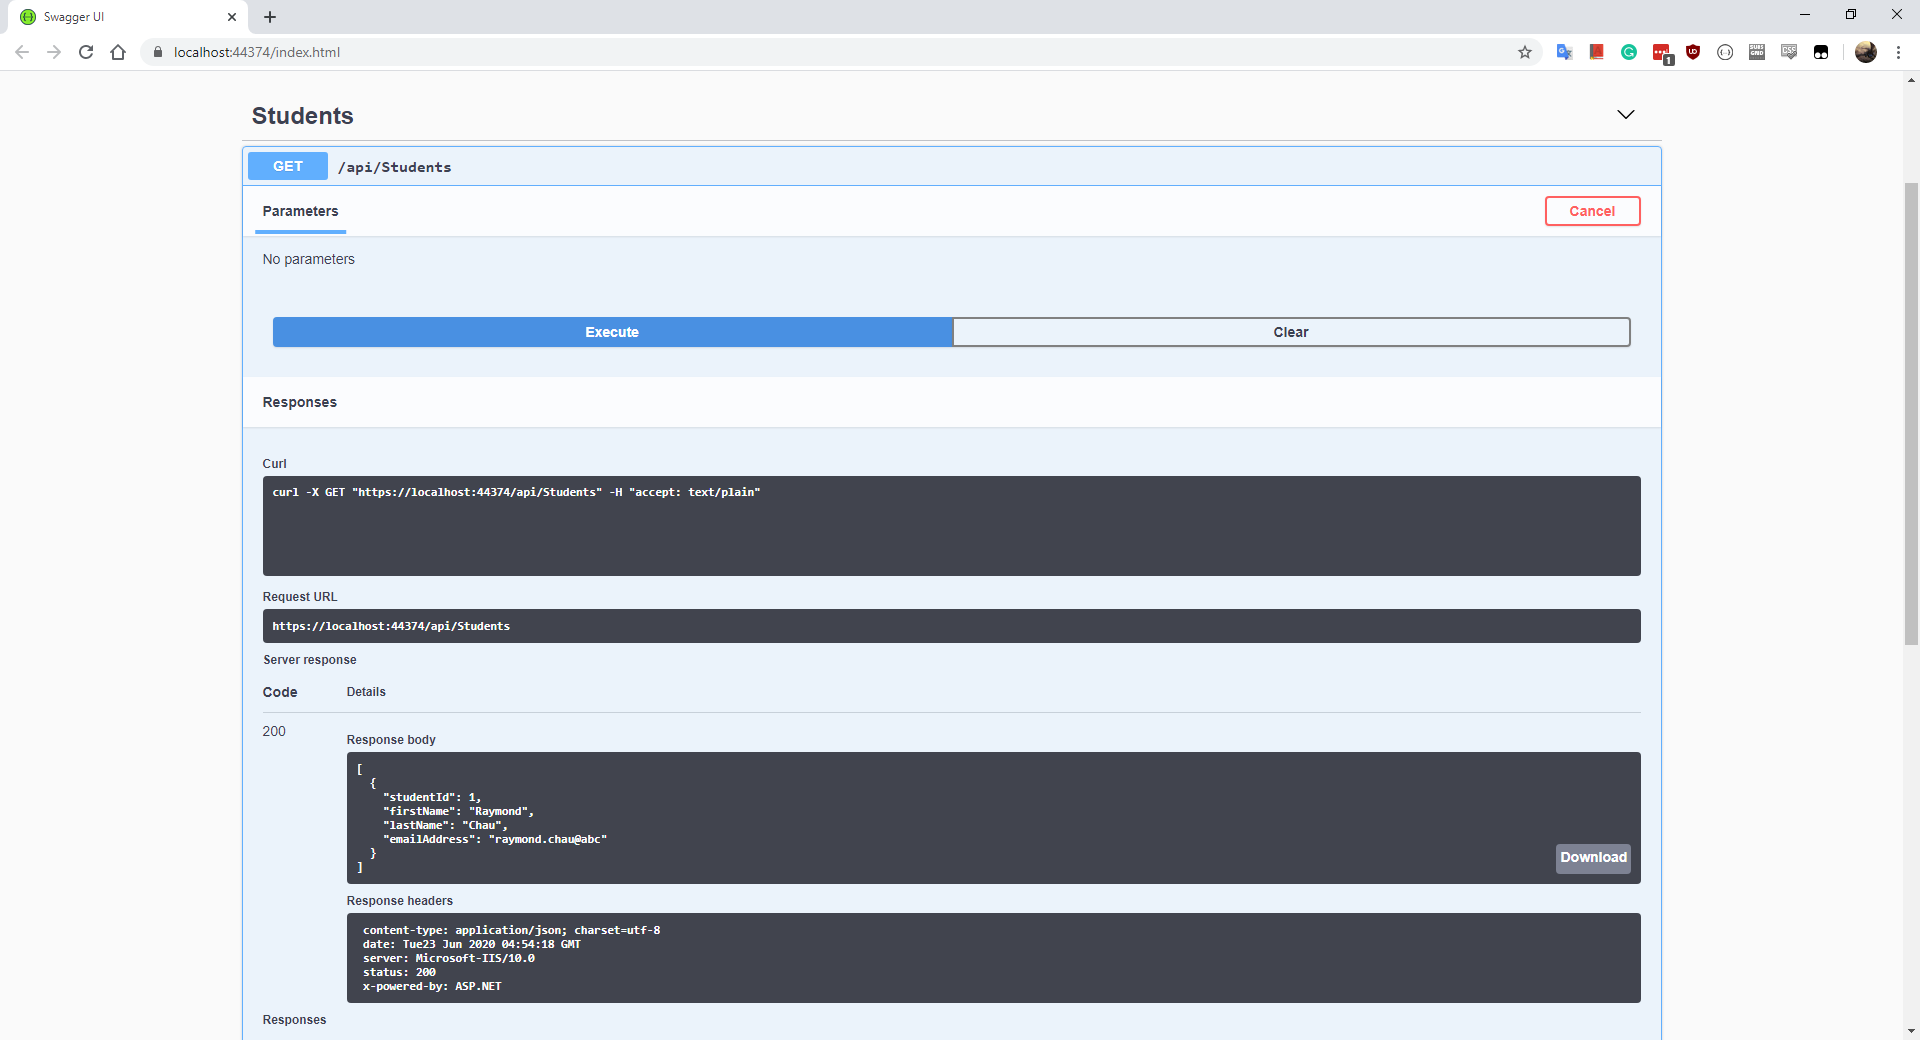 Swagger UI
localhost:44374/index.html
1
Students
GET /api/Students
Parameters
Cancel
No parameters
Execute
Clear
Responses
Curl
curl -X GET "https://localhost:44374/api/Students" -H "accept: text/plain"
Request URL
https://localhost:44374/api/Students
Server response
Code Details
200
Response body
[
{
"studentId": 1,
"firstName": "Raymond",
"lastName": "Chau",
"emailAddress": "raymond.chau@abc"
}
]
Download
Response headers
content-type: application/json; charset=utf-8
date: Tue23 Jun 2020 04:54:18 GMT
server: Microsoft-IIS/10.0
status: 200
x-powered-by: ASP.NET
Responses